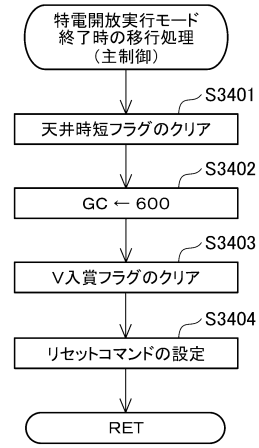 特電開放実行モード
終了時の移行処理
（主制御）
S3401
天井時短フラグのクリア
S3402
GC ← 600
S3403
V入賞フラグのクリア
S3404
リセットコマンドの設定
RET